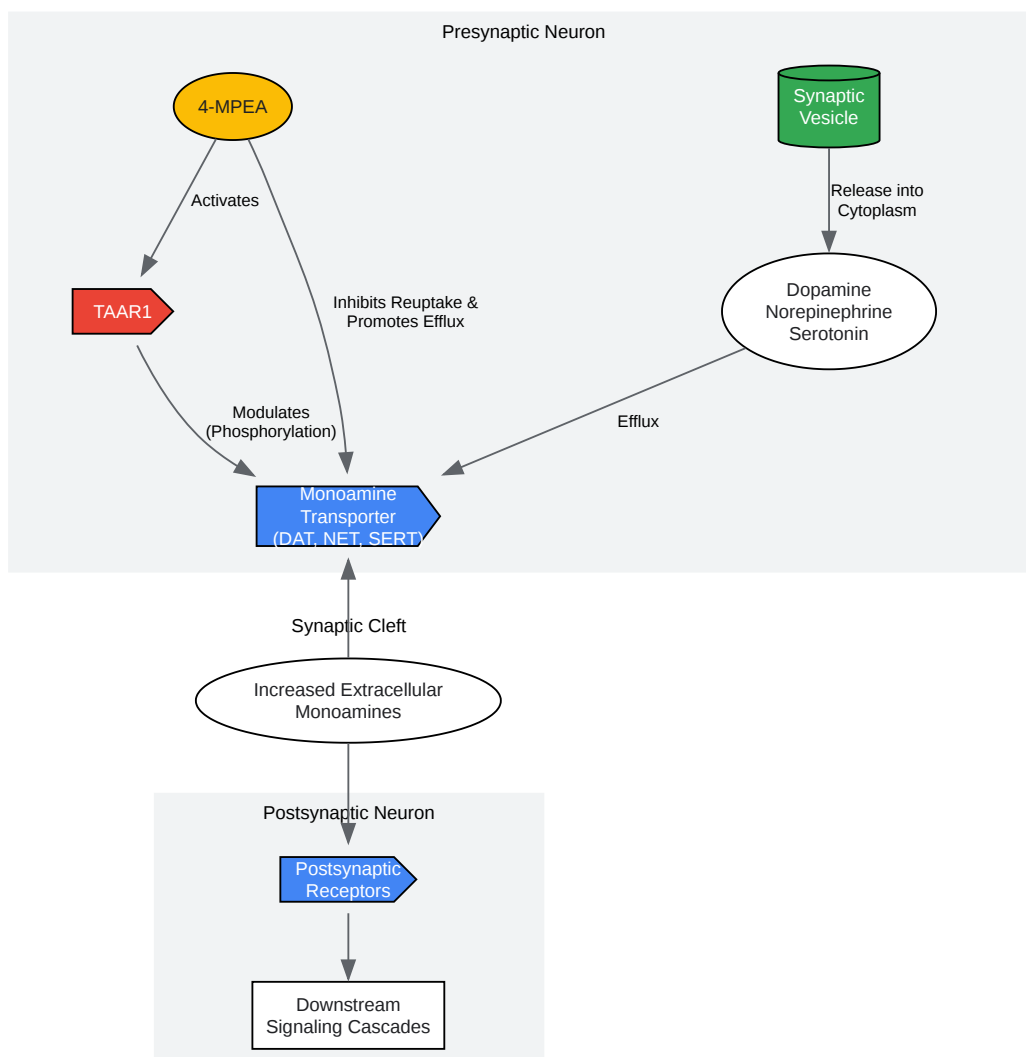 Presynaptic Neuron
4-MPEA
Synaptic
Vesicle
Activates
Release into
Cytoplasm
TAAR1
Inhibits Reuptake &
Promotes Efflux
Dopamine
Norepinephrine
Serotonin
Modulates
(Phosphorylation)
Efflux
Monoamine
Transporter
(DAT, NET, SERT)
Synaptic Cleft
Increased Extracellular
Monoamines
Postsynaptic Neuron
Postsynaptic
Receptors
Downstream
Signaling Cascades